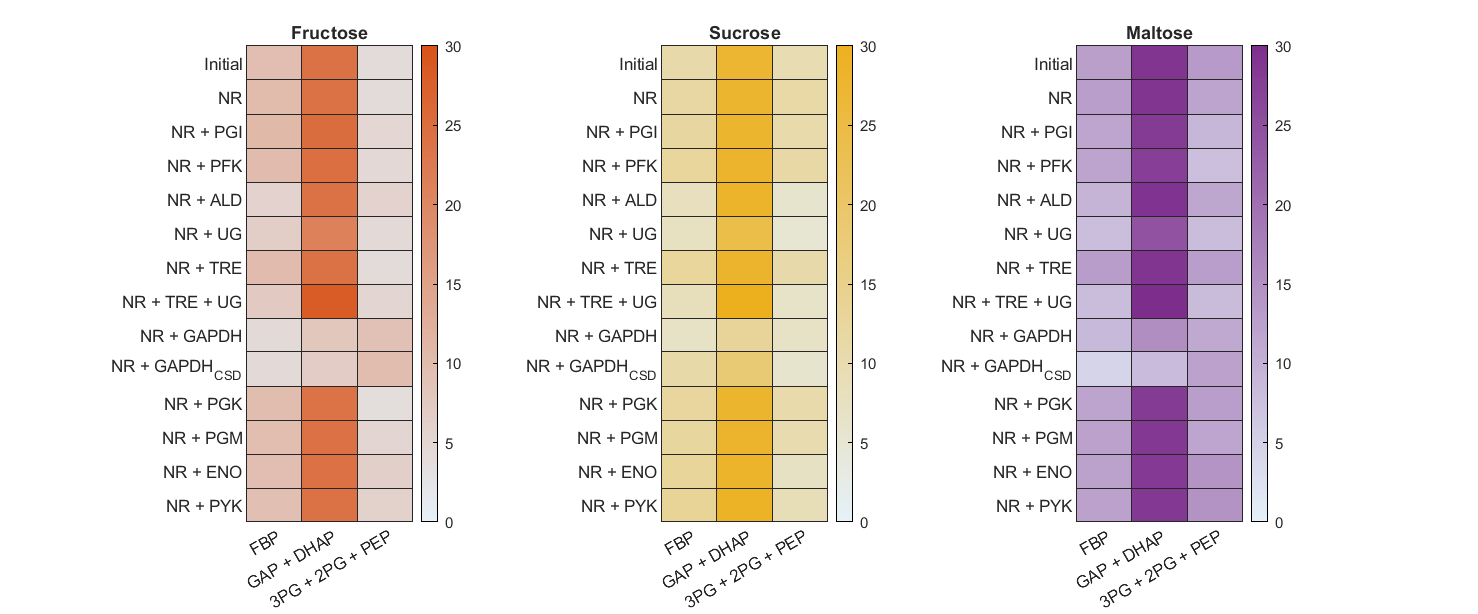 Fructose
Initial
NR
NR + PGI
NR + PFK
NR + ALD
NR + UG
NR + TRE
NR + TRE + UG
NR + GAPDH
NR + GAPDH_CSD
NR + PGK
NR + PGM
NR + ENO
NR + PYK
FBP
GAP + DHAP
3PG + 2PG + PEP
30
25
20
15
10
5
0
Sucrose
Initial
NR
NR + PGI
NR + PFK
NR + ALD
NR + UG
NR + TRE
NR + TRE + UG
NR + GAPDH
NR + GAPDH_CSD
NR + PGK
NR + PGM
NR + ENO
NR + PYK
FBP
GAP + DHAP
3PG + 2PG + PEP
30
25
20
15
10
5
0
Maltose
Initial
NR
NR + PGI
NR + PFK
NR + ALD
NR + UG
NR + TRE
NR + TRE + UG
NR + GAPDH
NR + GAPDH_CSD
NR + PGK
NR + PGM
NR + ENO
NR + PYK
FBP
GAP + DHAP
3PG + 2PG + PEP
30
25
20
15
10
5
0